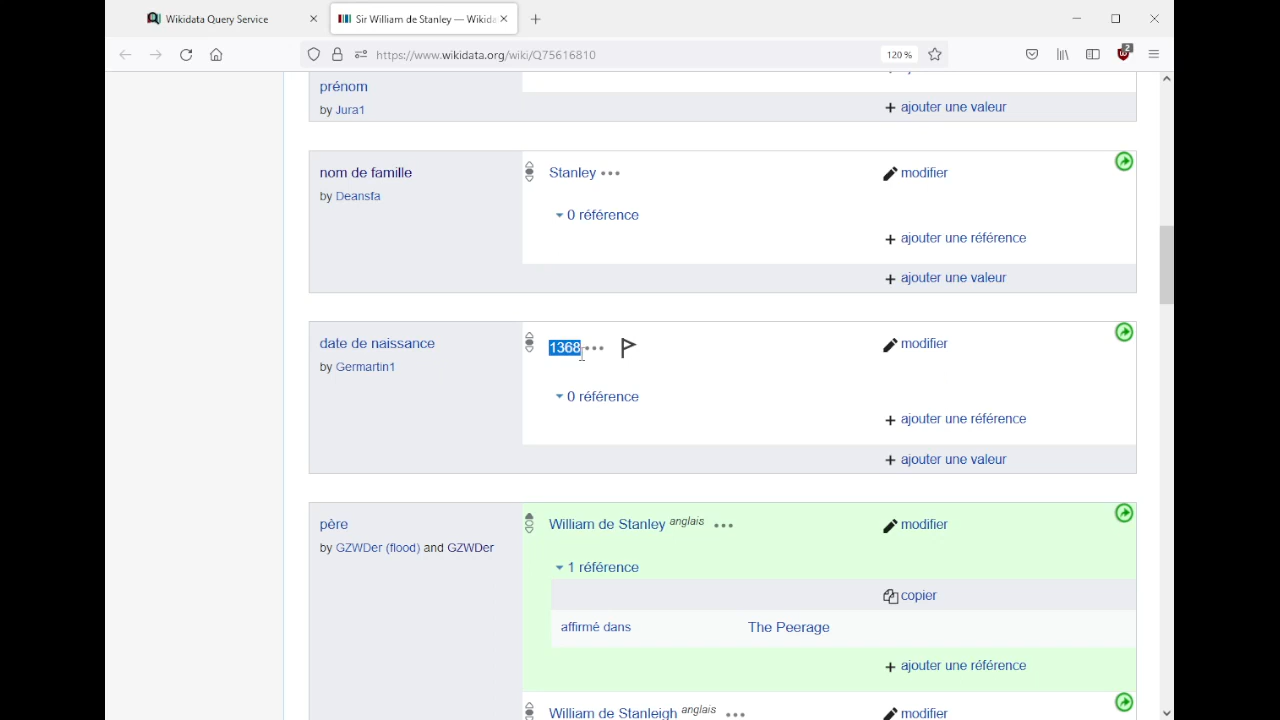 Wikidata Query Service
Sir William de Stanley — Wikida
https://www.wikidata.org/wiki/Q75616810
120 %
2
prénom
by Jura1
ajouter une valeur
nom de famille
by Deansfa
Stanley
modifier
0 référence
ajouter une référence
ajouter une valeur
date de naissance
by Germartin1
1368
modifier
0 référence
ajouter une référence
ajouter une valeur
père
by GZWDer (flood) and GZWDer
William de Stanley anglais
modifier
1 référence
copier
affirmé dans The Peerage
ajouter une référence
William de Stanleigh anglais
modifier